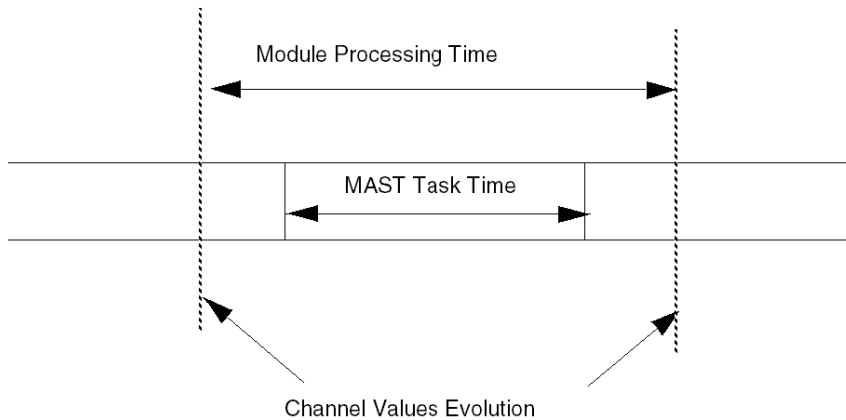 Module Processing Time
MAST Task Time
Channel Values Evolution